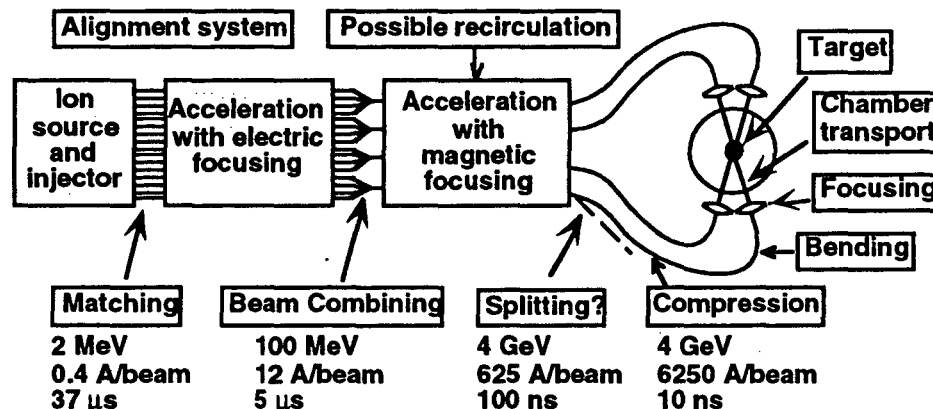 Alignment system
Possible recirculation
Ion
source
and
injector
Acceleration
with electric
focusing
Acceleration
with
magnetic
focusing
Target
Chamber
transport
Focusing
Bending
Matching
2 MeV
0.4 A/beam
37 μs
Beam Combining
100 MeV
12 A/beam
5 μs
Splitting?
4 GeV
625 A/beam
100 ns
Compression
4 GeV
6250 A/beam
10 ns